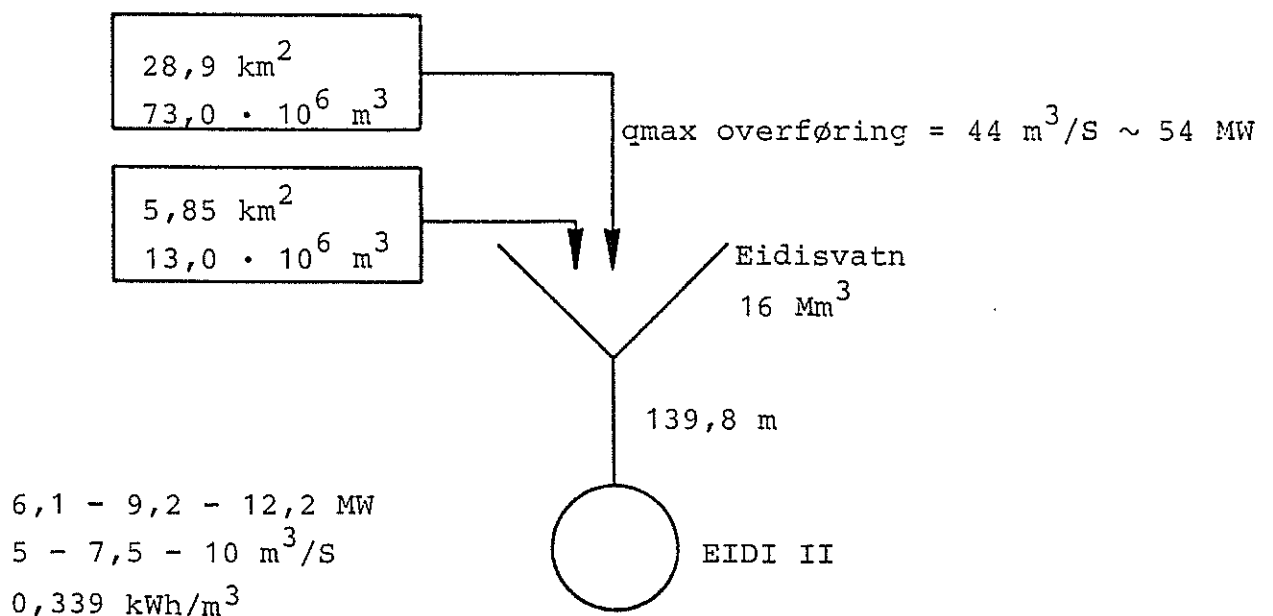 28,9 km²
73,0 · 10⁶ m³
qmax overføring = 44 m³/S ~ 54 MW
5,85 km²
13,0 · 10⁶ m³
Eidisvatn
16 Mm³
139,8 m
6,1 - 9,2 - 12,2 MW
5 - 7,5 - 10 m³/S
EIDI II
0,339 kWh/m³